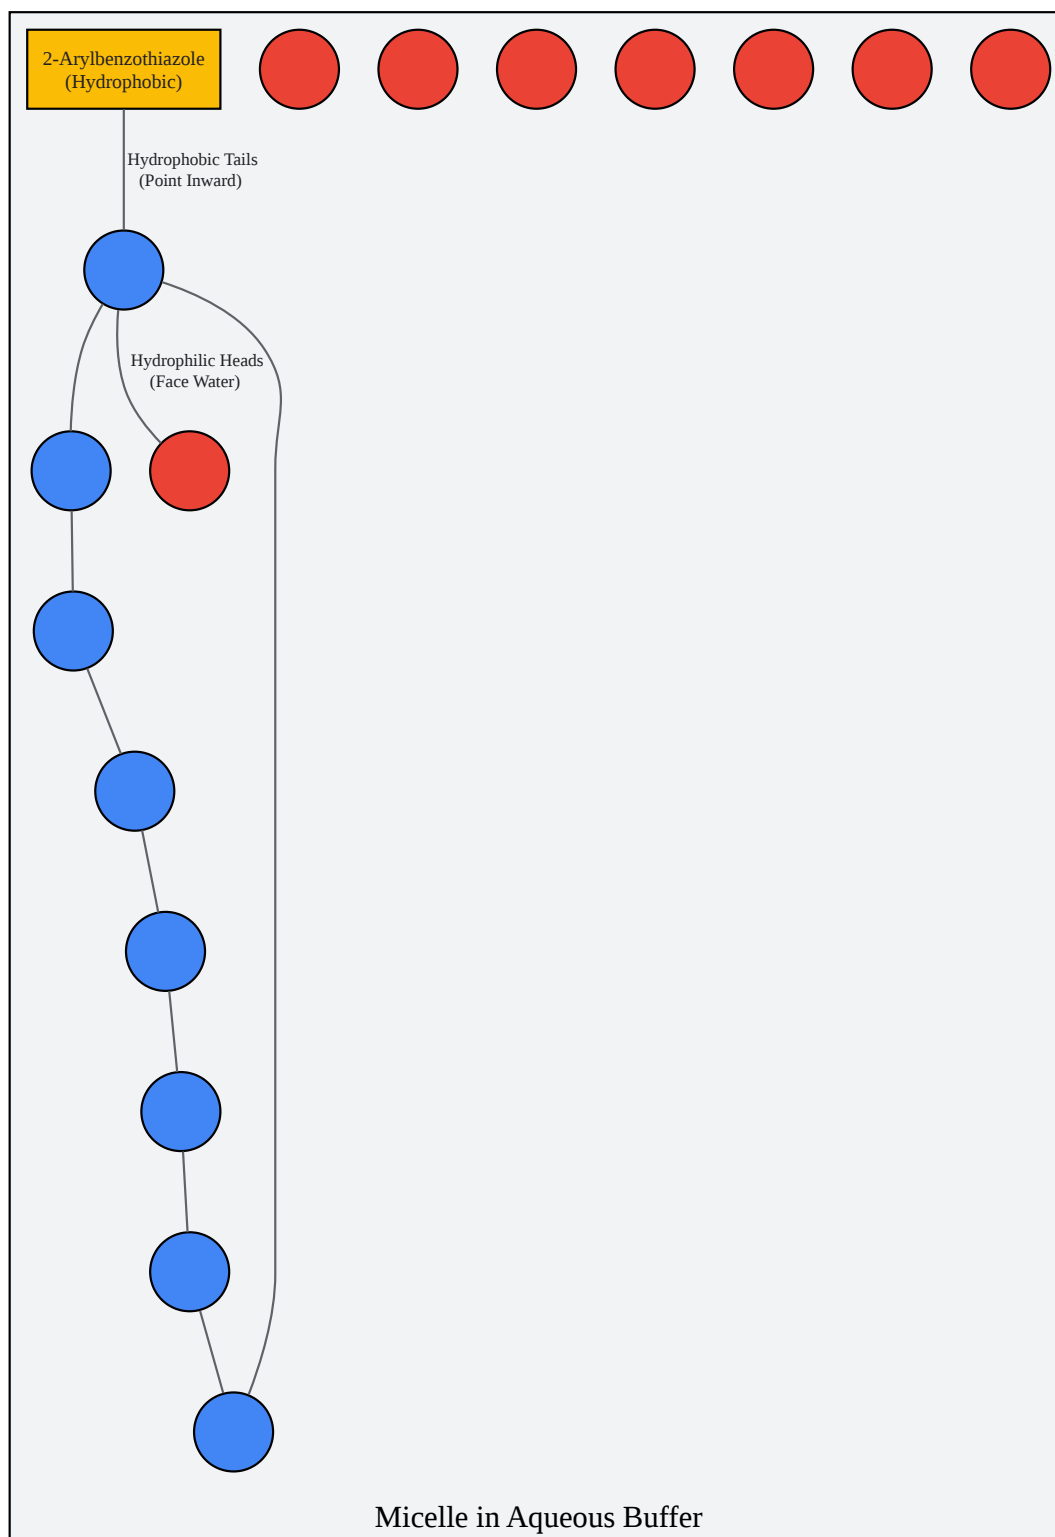 2-Arylbenzothiazole
(Hydrophobic)
Hydrophobic Tails
(Point Inward)
Hydrophilic Heads
(Face Water)
Micelle in Aqueous Buffer